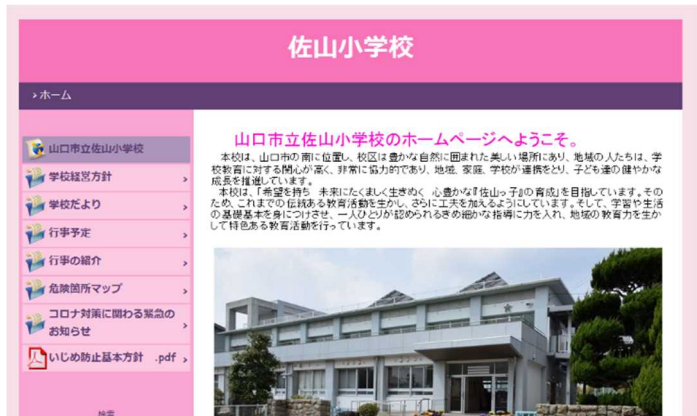 佐山小学校
›ホーム
山口市立佐山小学校
学校経営方針 ›
学校だより ›
行事予定 ›
行事の紹介 ›
危険箇所マップ ›
コロナ対策に関わる緊急の
お知らせ ›
いじめ防止基本方針 .pdf ›
検索
山口市立佐山小学校のホームページへようこそ。
本校は、山口市の南に位置し、校区は豊かな自然に囲まれた美しい場所にあり、地域の人たちは、学
校教育に対する関心が高く、非常に協力的であり、地域、家庭、学校が連携をとり、子ども達の健やかな
成長を推進しています。
本校は、「希望を持ち 未来にたくましく生きぬく 心豊かな『佐山っ子』の育成」を目指しています。その
ため、これまでの伝統ある教育活動を生かし、さらに工夫を加えるようにしています。そして、学習や生活
の基礎基本を身につけさせ、一人ひとりが認められるきめ細かな指導に力を入れ、地域の教育力を生か
して特色ある教育活動を行っています。